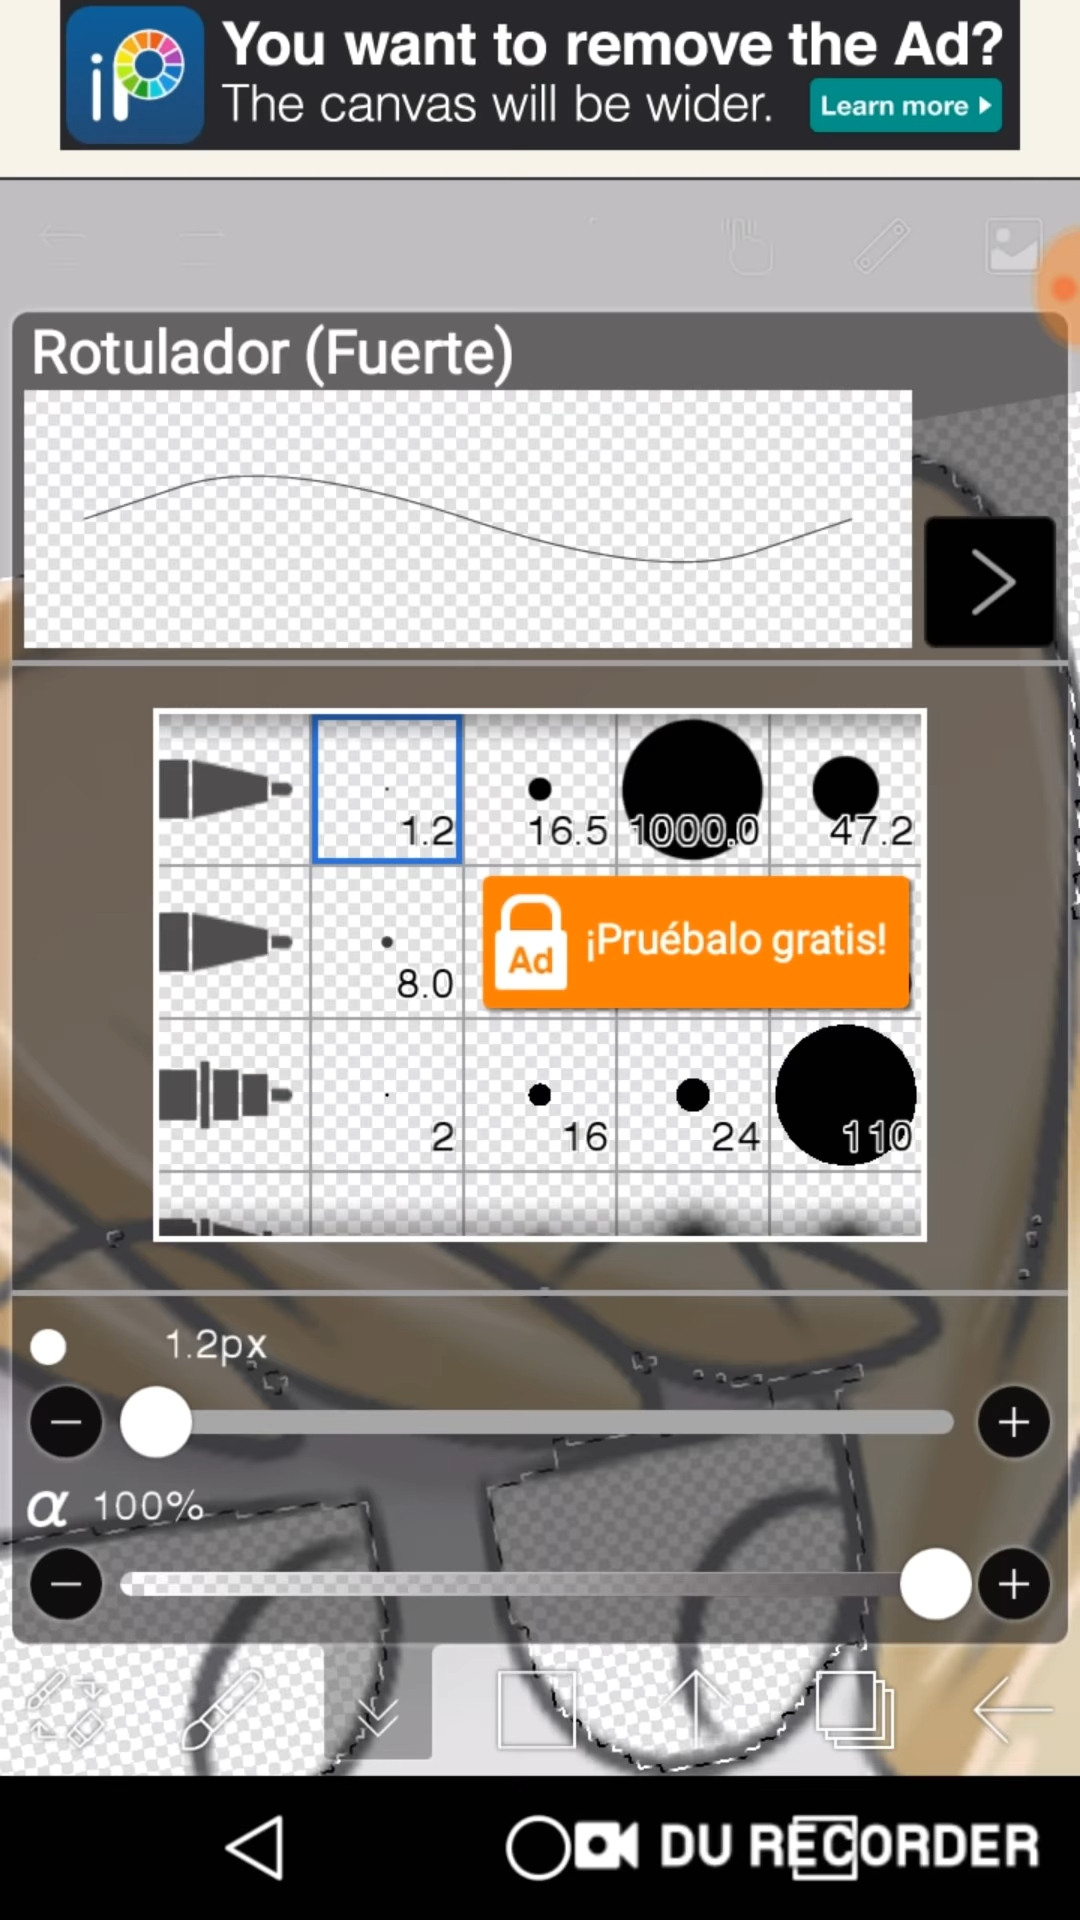 iP
You want to remove the Ad?
The canvas will be wider.
Learn more
Rotulador (Fuerte)
1.2
16.5
1000.0
47.2
8.0
Ad
¡Pruébalo gratis!
2
16
24
110
1.2px
α 100%
DU RECORDER